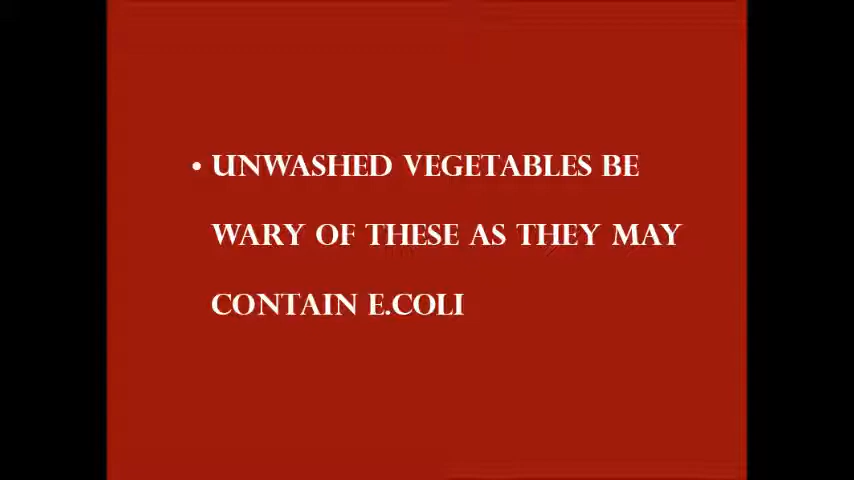 • UNWASHED VEGETABLES BE
WARY OF THESE AS THEY MAY
CONTAIN E.COLI